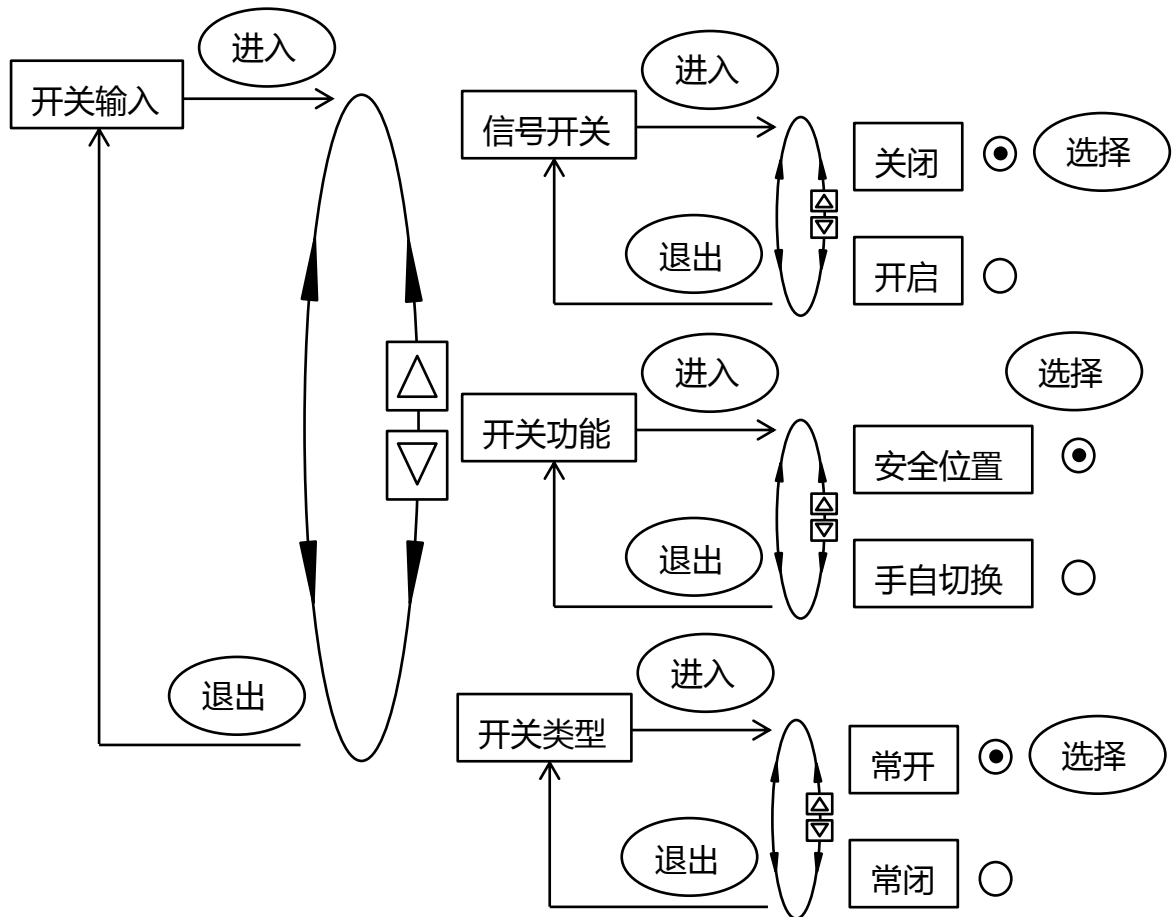 进入
开关输入
进入
信号开关
关闭
选择
退出
开启
进入
选择
开关功能
安全位置
退出
手自切换
进入
退出
开关类型
常开
选择
退出
常闭